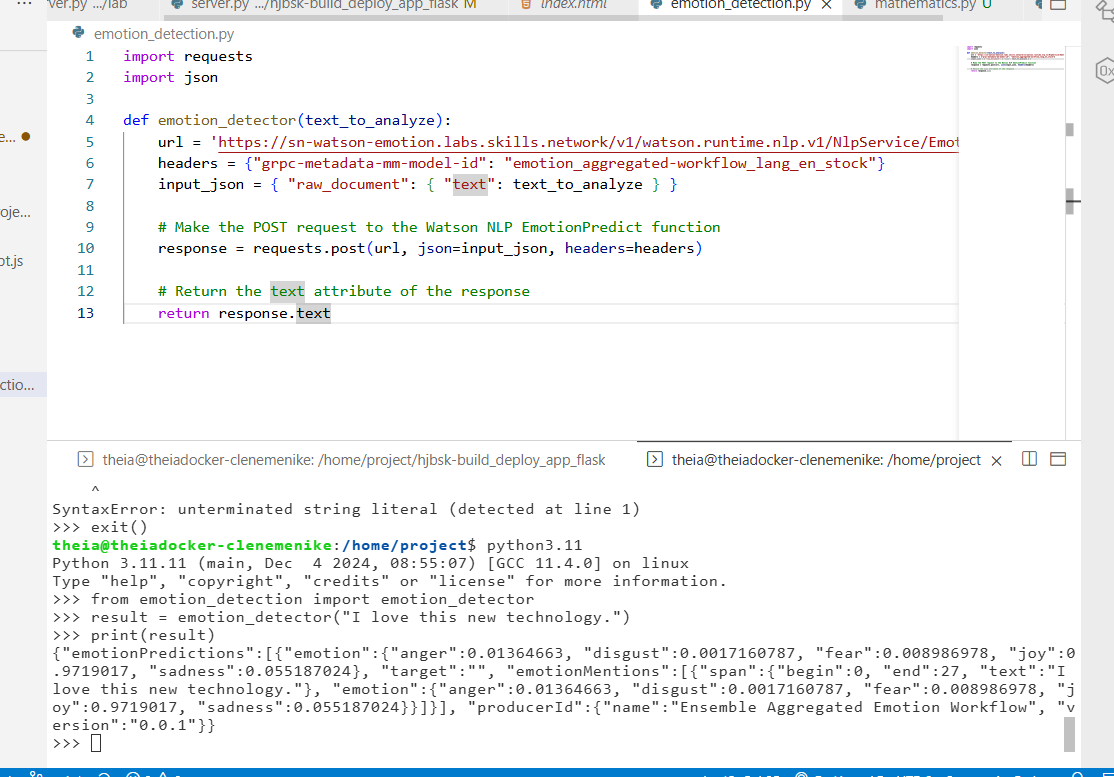 ver.py .../lab server.py .../hjbsk-build_deploy_app_flask M index.html emotion_detection.py mathematics.py U
emotion_detection.py
1 import requests
2 import json
3
4 def emotion_detector(text_to_analyze):
5 url = 'https://sn-watson-emotion.labs.skills.network/v1/watson.runtime.nlp.v1/NlpService/Emot
6 headers = {"grpc-metadata-mm-model-id": "emotion_aggregated-workflow_lang_en_stock"}
7 input_json = { "raw_document": { "text": text_to_analyze } }
8
9 # Make the POST request to the Watson NLP EmotionPredict function
10 response = requests.post(url, json=input_json, headers=headers)
11
12 # Return the text attribute of the response
13 return response.text
e...
oje...
ot.js
ctio...
0x
theia@theiadocker-clenemenike: /home/project/hjbsk-build_deploy_app_flask theia@theiadocker-clenemenike: /home/project
^
SyntaxError: unterminated string literal (detected at line 1)
>>> exit()
theia@theiadocker-clenemenike:/home/project$ python3.11
Python 3.11.11 (main, Dec  4 2024, 08:55:07) [GCC 11.4.0] on linux
Type "help", "copyright", "credits" or "license" for more information.
>>> from emotion_detection import emotion_detector
>>> result = emotion_detector("I love this new technology.")
>>> print(result)
{"emotionPredictions":[{"emotion":{"anger":0.01364663, "disgust":0.0017160787, "fear":0.008986978, "joy":0
.9719017, "sadness":0.055187024}, "target":"", "emotionMentions":[{"span":{"begin":0, "end":27, "text":"I
love this new technology."}, "emotion":{"anger":0.01364663, "disgust":0.0017160787, "fear":0.008986978, "j
oy":0.9719017, "sadness":0.055187024}}]}], "producerId":{"name":"Ensemble Aggregated Emotion Workflow", "v
ersion":"0.0.1"}}
>>>